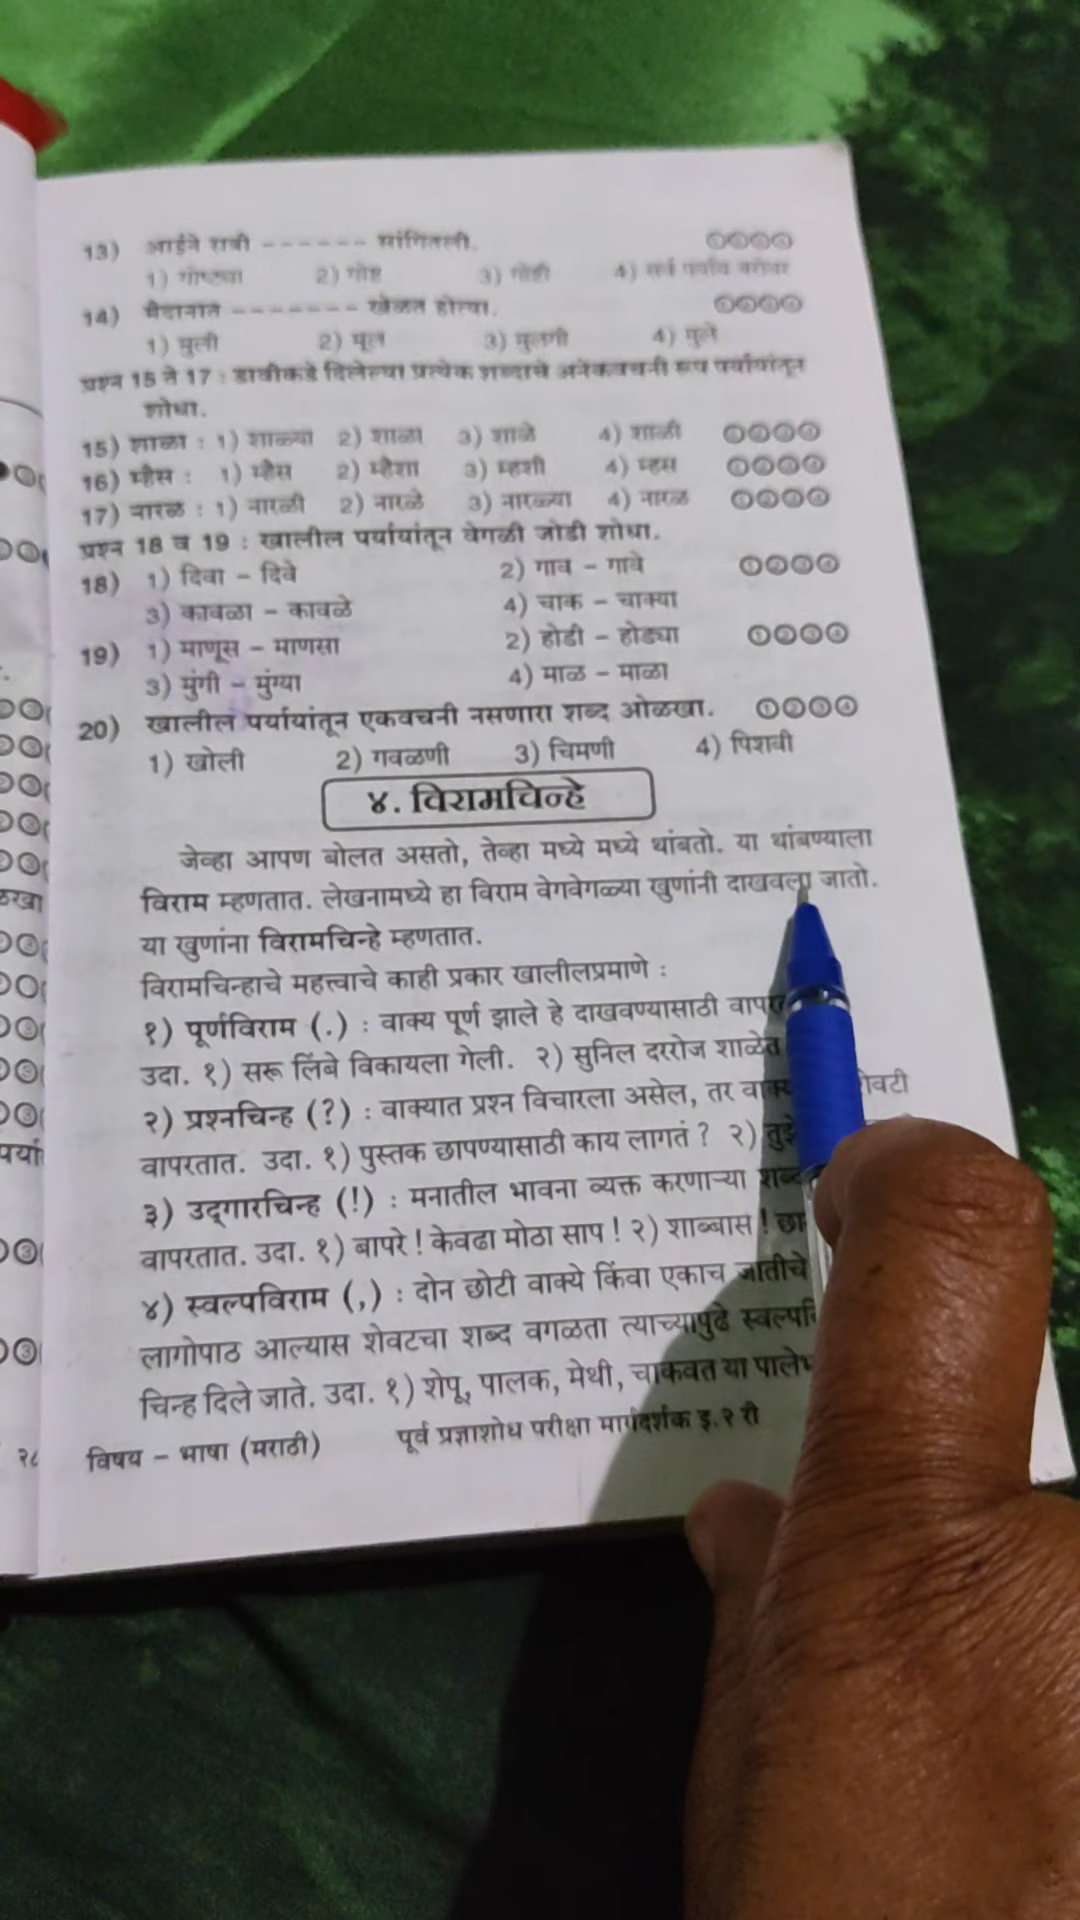 13) आईने रात्री ------ सांगितली.
1) गोष्ट्या 2) गोष्ट 3) गोष्टी 4) सर्व पर्याय बरोबर
14) मैदानात ------- खेळत होत्या.
1) मुली 2) मूल 3) मुलगी 4) मुले
प्रश्न 15 ते 17 : डावीकडे दिलेल्या प्रत्येक शब्दाचे अनेकवचनी रूप पर्यायांतून
शोधा.
15) शाळा : 1) शाळ्या 2) शाळा 3) शाळे 4) शाळी ①②③④
16) म्हैस : 1) म्हैस 2) म्हैशा 3) म्हशी 4) म्हस ①②③④
17) नारळ : 1) नारळी 2) नारळे 3) नारळ्या 4) नारळ ①②③④
प्रश्न 18 व 19 : खालील पर्यायांतून वेगळी जोडी शोधा.
18) 1) दिवा – दिवे 2) गाव – गावे ①②③④
3) कावळा – कावळे 4) चाक – चाक्या
19) 1) माणूस – माणसा 2) होडी – होड्या ①②③④
3) मुंगी – मुंग्या 4) माळ – माळा
20) खालील पर्यायांतून एकवचनी नसणारा शब्द ओळखा. ①②③④
1) खोली 2) गवळणी 3) चिमणी 4) पिशवी
४. विरामचिन्हे
जेव्हा आपण बोलत असतो, तेव्हा मध्ये मध्ये थांबतो. या थांबण्याला
विराम म्हणतात. लेखनामध्ये हा विराम वेगवेगळ्या खुणांनी दाखवला जातो.
या खुणांना विरामचिन्हे म्हणतात.
विरामचिन्हाचे महत्त्वाचे काही प्रकार खालीलप्रमाणे :
१) पूर्णविराम (.) : वाक्य पूर्ण झाले हे दाखवण्यासाठी
उदा. १) सरू लिंबे विकायला गेली. २) सुनिल दररोज शाळेत
२) प्रश्नचिन्ह (?) : वाक्यात प्रश्न विचारला असेल, तर
वापरतात. उदा. १) पुस्तक छापण्यासाठी काय लागतं ? २)
३) उद्‌गारचिन्ह (!) : मनातील भावना व्यक्त करणाऱ्या
वापरतात. उदा. १) बापरे ! केवढा मोठा साप ! २) शाब्बास !
४) स्वल्पविराम (,) : दोन छोटी वाक्ये किंवा एकाच जातीचे
लागोपाठ आल्यास शेवटचा शब्द वगळता त्याच्यापुढे
चिन्ह दिले जाते. उदा. १) शेपू, पालक, मेथी, चाकवत या
विषय – भाषा (मराठी) पूर्व प्रज्ञाशोध परीक्षा मार्गदर्शक इ. २ री